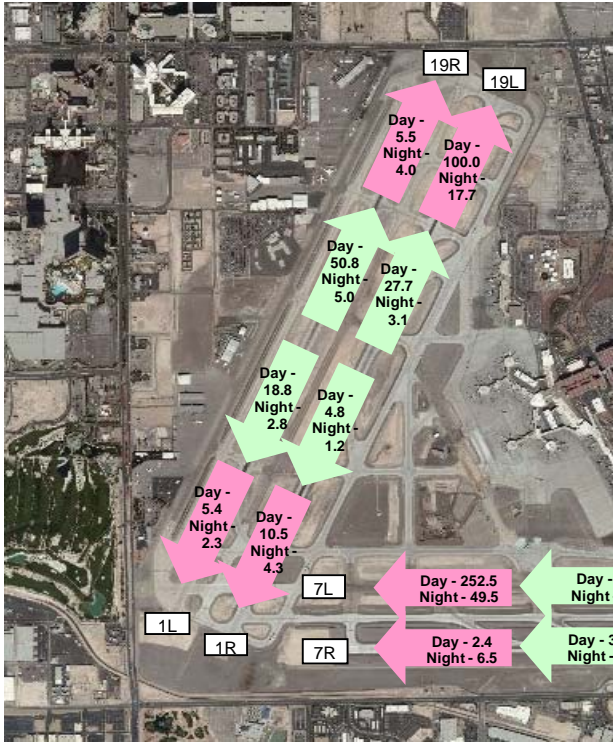 19R
19L
Day -
5.5
Night -
4.0
Day -
100.0
Night -
17.7
Day -
50.8
Night -
5.0
Day -
27.7
Night -
3.1
Day -
18.8
Night -
2.8
Day -
4.8
Night -
1.2
Day -
5.4
Night -
2.3
Day -
10.5
Night -
4.3
7L
Day - 252.5
Night - 49.5
Day -
Night
1L
1R
7R
Day - 2.4
Night - 6.5
Day - 3
Night -